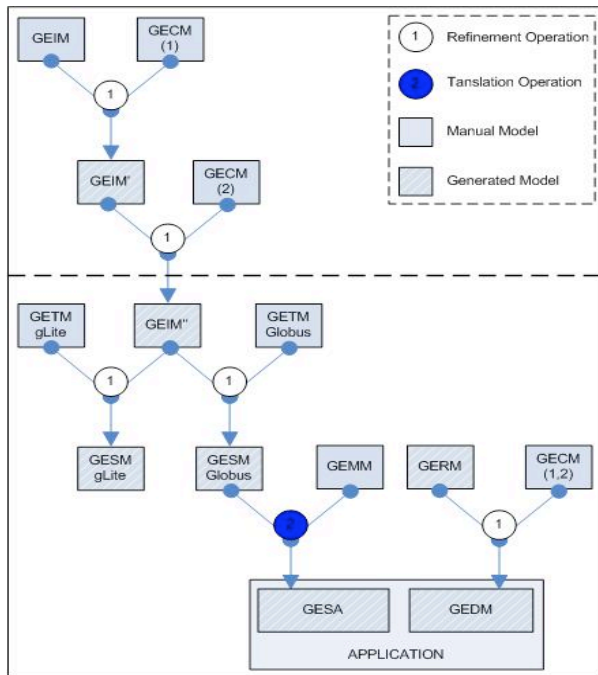 GEIM
GECM
(1)
1
GEIM'
GECM
(2)
1
1
Refinement Operation
2
Tanslation Operation
Manual Model
Generated Model
GETM
gLite
GEIM"
GETM
Globus
1
1
GESM
gLite
GESM
Globus
GEMM
GERM
GECM
(1,2)
2
1
GESA
GEDM
APPLICATION